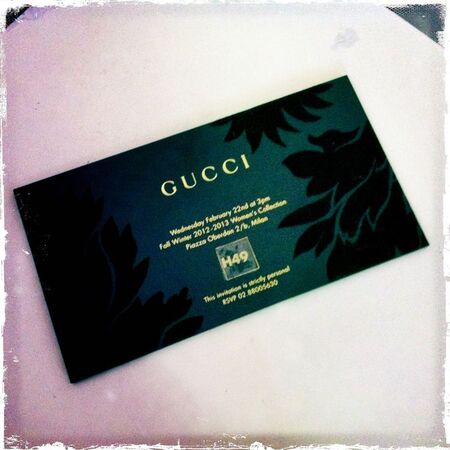 GUCCI
Wednesday February 22nd at 3pm
Fall Winter 2012-2013 Women's Collection
Piazza Oberdan 2/b, Milan
H49
This invitation is strictly personal
RSVP 02.88005630